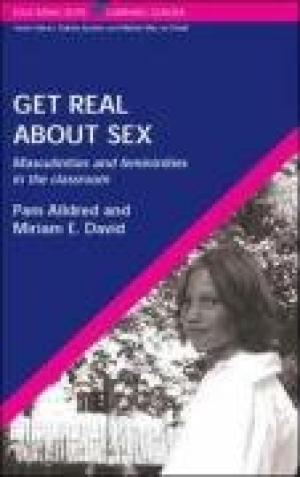 GET REAL
ABOUT SEX
Masculinities and femininities
in the classroom
Pam Alldred and
Miriam E. David